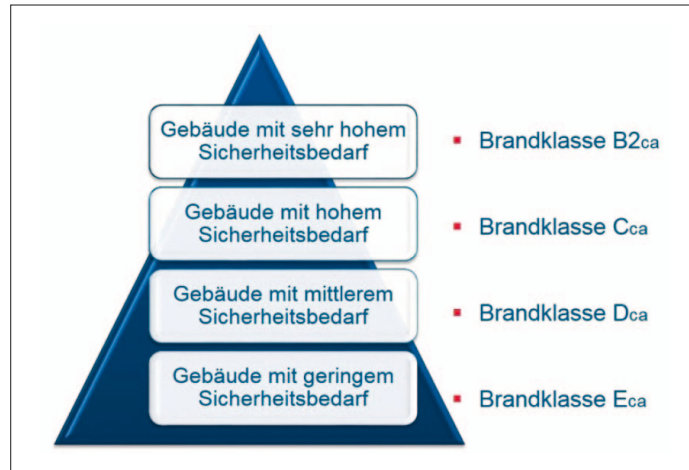 Gebäude mit sehr hohem
Sicherheitsbedarf
▪ Brandklasse B2ca
Gebäude mit hohem
Sicherheitsbedarf
▪ Brandklasse Cca
Gebäude mit mittlerem
Sicherheitsbedarf
▪ Brandklasse Dca
Gebäude mit geringem
Sicherheitsbedarf
▪ Brandklasse Eca